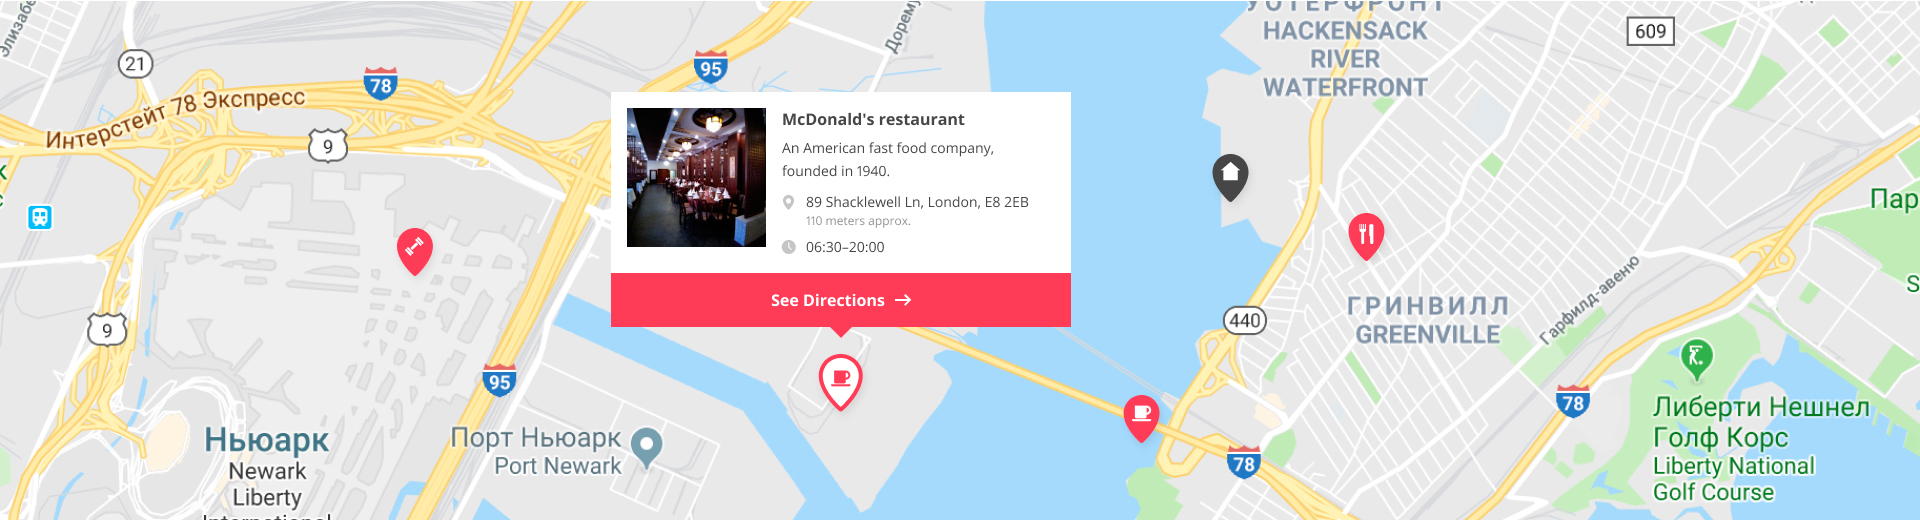 Элизабе
21
Интерстейт 78 Экспресс
78
9
95
Дорему
УОТЕРФРОНТ
HACKENSACK
RIVER
WATERFRONT
609
McDonald's restaurant
An American fast food company,
founded in 1940.
89 Shacklewell Ln, London, E8 2EB
110 meters approx.
06:30–20:00
See Directions →
Пар
S
9
95
440
ГРИНВИЛЛ
GREENVILLE
Гарфилд-авеню
78
Ньюарк
Newark
Liberty
International
Порт Ньюарк
Port Newark
78
Либерти Нешнел
Голф Корс
Liberty National
Golf Course